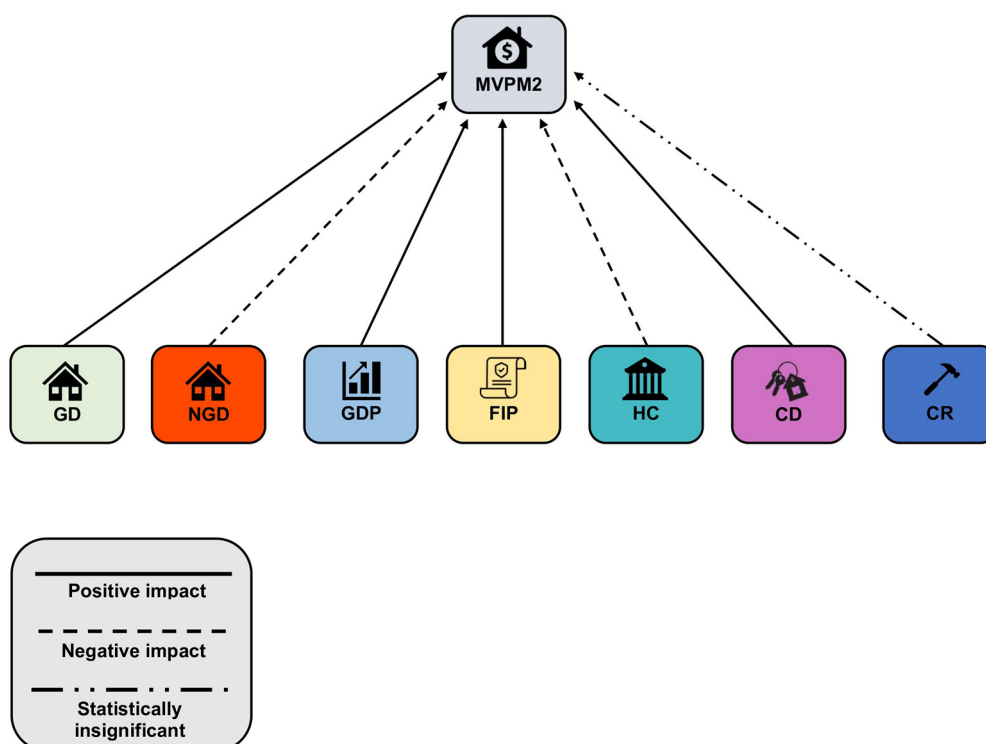 $
MVPM2
GD
NGD
GDP
FIP
HC
CD
CR
Positive impact
Negative impact
Statistically
insignificant